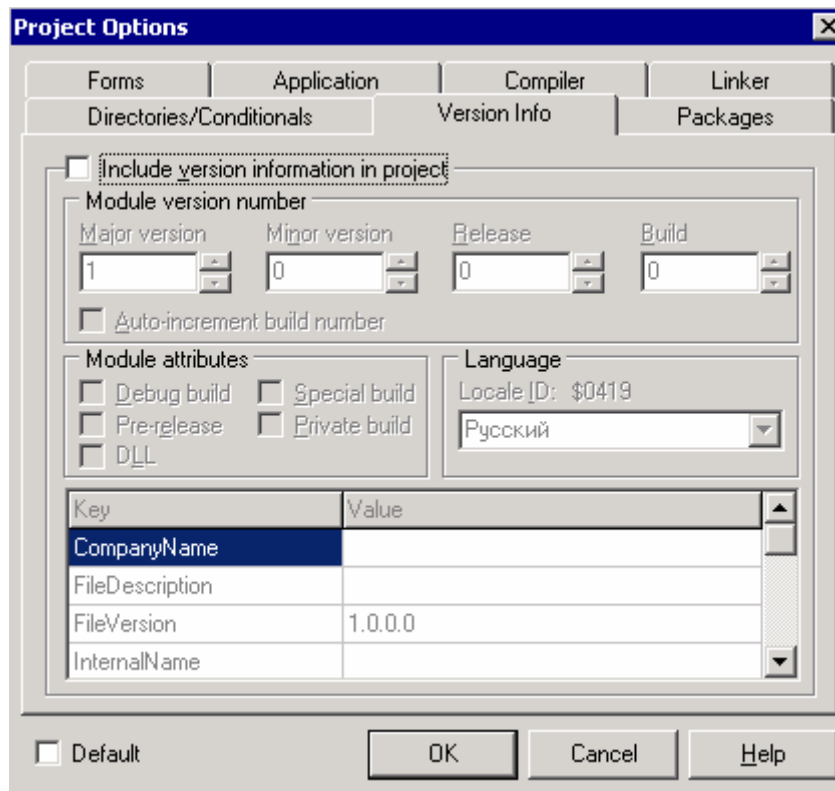 Project Options
Forms Application Compiler Linker
Directories/Conditionals Version Info Packages
Include version information in project
Module version number
Major version Minor version Release Build
1 0 0 0
Auto-increment build number
Module attributes Language
Debug build Special build Locale ID: $0419
Pre-release Private build Русский
DLL
Key Value
CompanyName
FileDescription
FileVersion 1.0.0.0
InternalName
Default OK Cancel Help